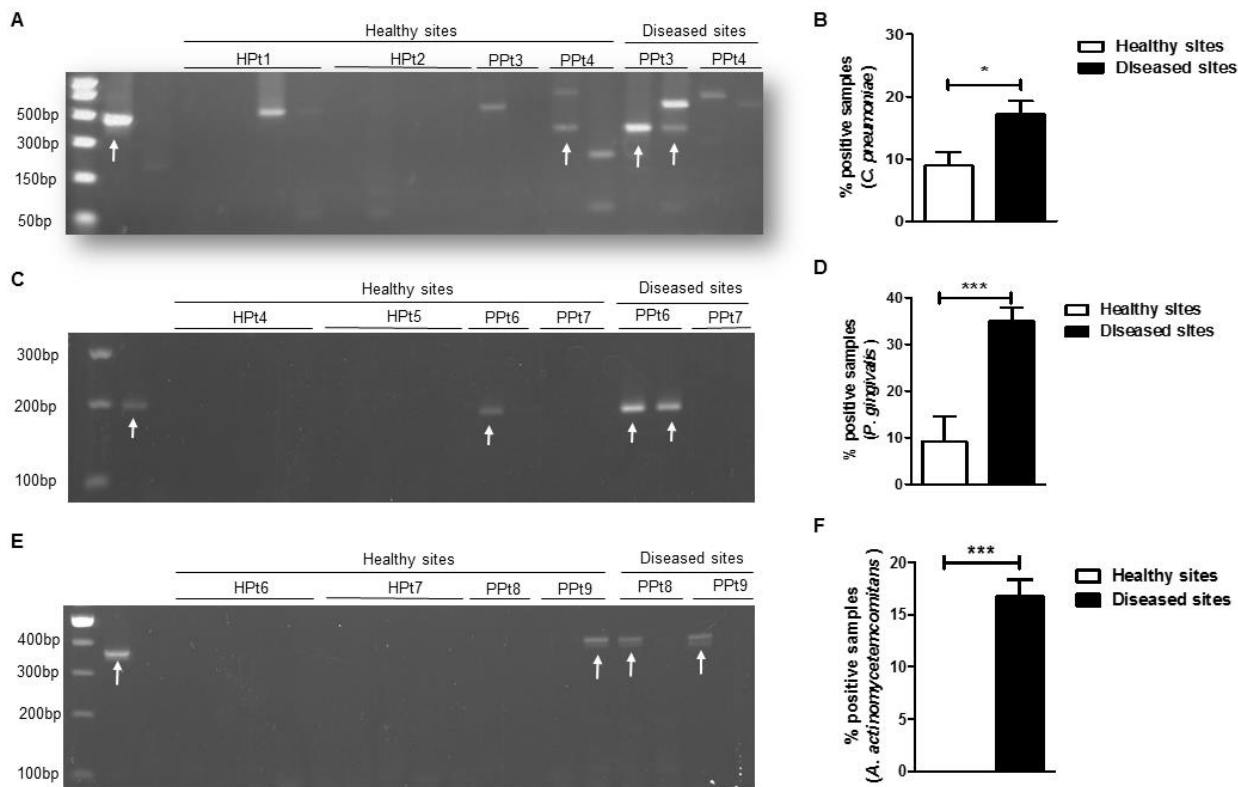 A
Healthy sites
Diseased sites
HPt1 HPt2 PPt3 PPt4 PPt3 PPt4
500bp
300bp
150bp
50bp
B
% positive samples
(C. pneumoniae)
30
20
10
0
*
Healthy sites
Diseased sites
C
Healthy sites
Diseased sites
HPt4 HPt5 PPt6 PPt7 PPt6 PPt7
300bp
200bp
100bp
D
% positive samples
(P. gingivalis)
40
30
20
10
0
***
Healthy sites
Diseased sites
E
Healthy sites
Diseased sites
HPt6 HPt7 PPt8 PPt9 PPt8 PPt9
400bp
300bp
200bp
100bp
F
% positive samples
(A. actinomycetemcomitans)
20
15
10
5
0
***
Healthy sites
Diseased sites